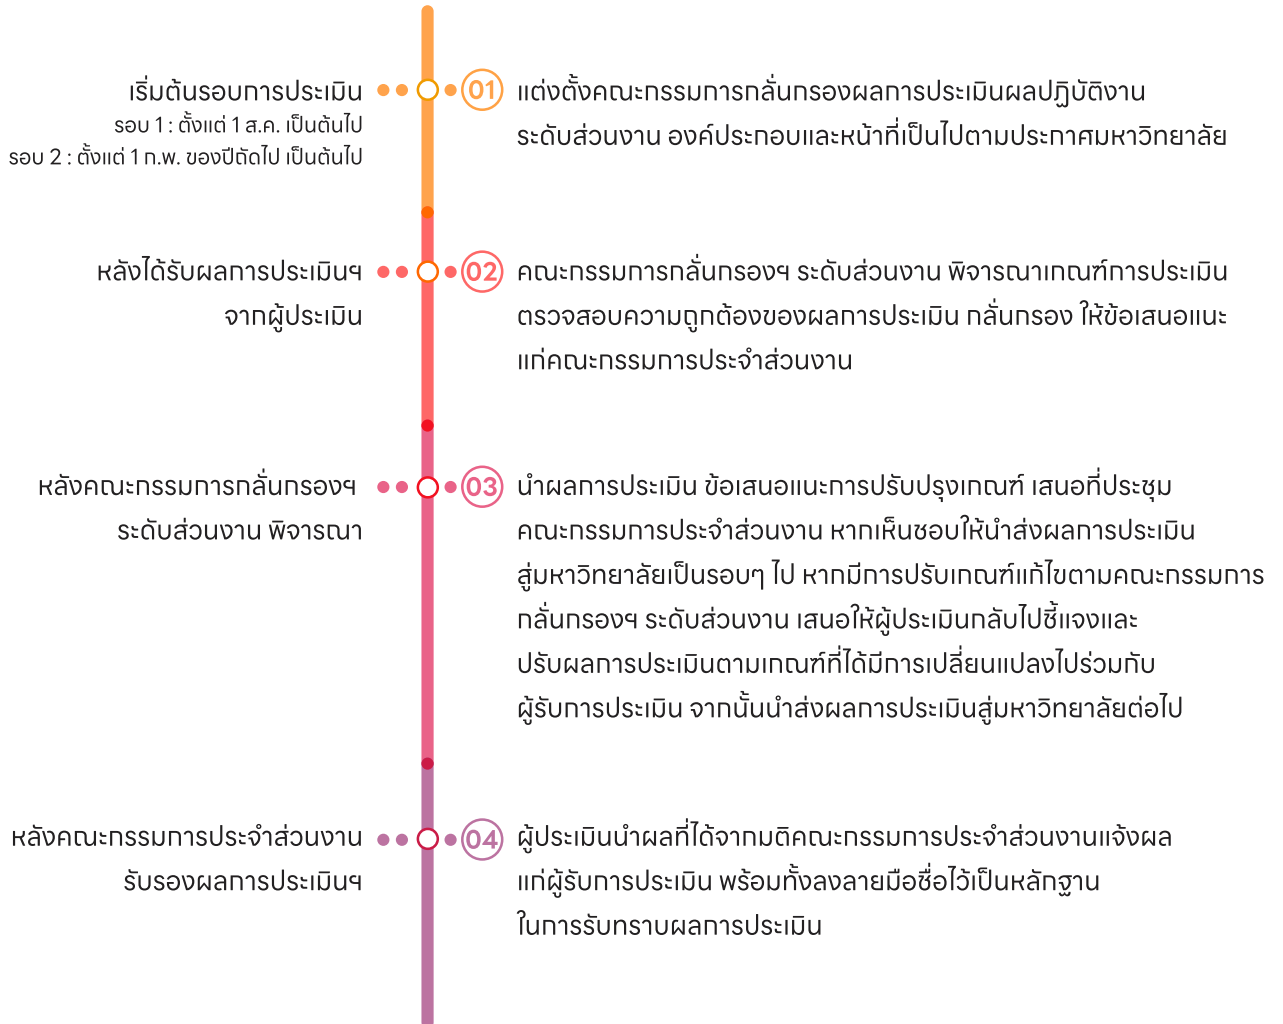 เริ่มต้นรอบการประเมิน
รอบ 1 : ตั้งแต่ 1 ส.ค. เป็นต้นไป
รอบ 2 : ตั้งแต่ 1 ก.พ. ของปีถัดไป เป็นต้นไป
01
แต่งตั้งคณะกรรมการกลั่นกรองผลการประเมินผลปฏิบัติงาน
ระดับส่วนงาน องค์ประกอบและหน้าที่เป็นไปตามประกาศมหาวิทยาลัย
หลังได้รับผลการประเมินฯ
จากผู้ประเมิน
02
คณะกรรมการกลั่นกรองฯ ระดับส่วนงาน พิจารณาเกณฑ์การประเมิน
ตรวจสอบความถูกต้องของผลการประเมิน กลั่นกรอง ให้ข้อเสนอแนะ
แก่คณะกรรมการประจำส่วนงาน
หลังคณะกรรมการกลั่นกรองฯ
ระดับส่วนงาน พิจารณา
03
นำผลการประเมิน ข้อเสนอแนะการปรับปรุงเกณฑ์ เสนอที่ประชุม
คณะกรรมการประจำส่วนงาน หากเห็นชอบให้นำส่งผลการประเมิน
สู่มหาวิทยาลัยเป็นรอบๆ ไป หากมีการปรับเกณฑ์แก้ไขตามคณะกรรมการ
กลั่นกรองฯ ระดับส่วนงาน เสนอให้ผู้ประเมินกลับไปชี้แจงและ
ปรับผลการประเมินตามเกณฑ์ที่ได้มีการเปลี่ยนแปลงไปร่วมกับ
ผู้รับการประเมิน จากนั้นนำส่งผลการประเมินสู่มหาวิทยาลัยต่อไป
หลังคณะกรรมการประจำส่วนงาน
รับรองผลการประเมินฯ
04
ผู้ประเมินนำผลที่ได้จากมติคณะกรรมการประจำส่วนงานแจ้งผล
แก่ผู้รับการประเมิน พร้อมทั้งลงลายมือชื่อไว้เป็นหลักฐาน
ในการรับทราบผลการประเมิน